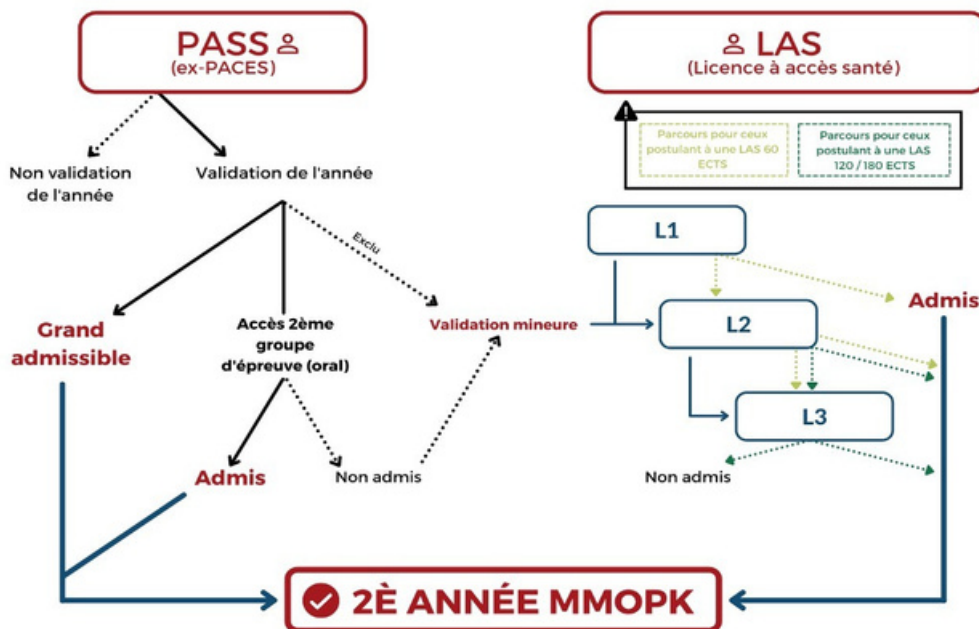 PASS
(ex-PACES)
LAS
(Licence à accès santé)
Parcours pour ceux
postulant à une LAS 60
ECTS
Parcours pour ceux
postulant à une LAS
120 / 180 ECTS
Non validation
de l'année
Validation de l'année
Exclu
L1
Grand
admissible
Accès 2ème
groupe
d'épreuve (oral)
Validation mineure
L2
Admis
L3
Admis
Non admis
Non admis
2È ANNÉE MMOPK